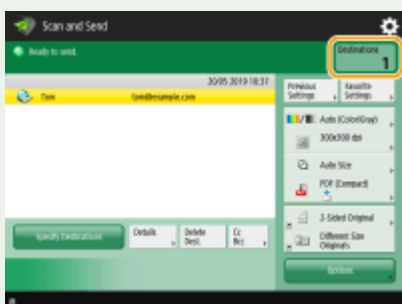 Scan and Send
Ready to send.
Destinations
1
20/05 2019 10:37
Tom
tom@example.com
Previous
Settings
Favorite
Settings
Auto (Color/Gray)
300x300 dpi
Auto Size
PDF (Compact)
2-Sided Original
Different Size
Originals
Specify Destinations
Details
Delete
Dest.
Cc
Bcc
Options